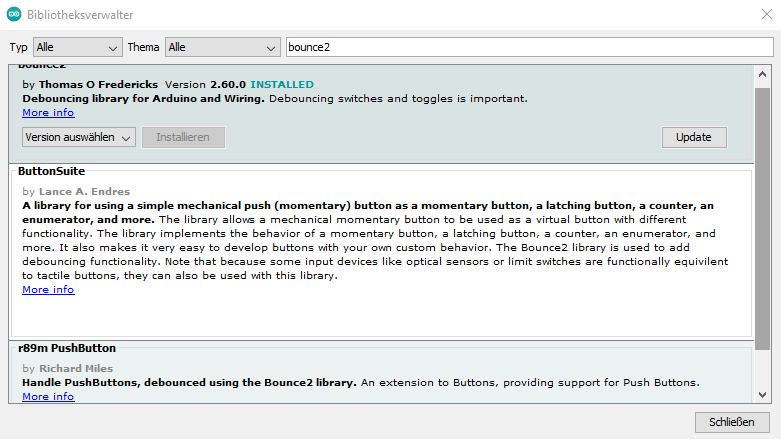 Bibliotheksverwalter
Typ Alle Thema Alle bounce2
Bounce2
by Thomas O Fredericks Version 2.60.0 INSTALLED
Debouncing library for Arduino and Wiring. Debouncing switches and toggles is important.
More info
Version auswählen Installieren Update
ButtonSuite
by Lance A. Endres
A library for using a simple mechanical push (momentary) button as a momentary button, a latching button, a counter, an
enumerator, and more. The library allows a mechanical momentary button to be used as a virtual button with different
functionality. The library implements the behavior of a momentary button, a latching button, a counter, an enumerator, and
more. It also makes it very easy to develop buttons with your own custom behavior. The Bounce2 library is used to add
debouncing functionality. Note that because some input devices like optical sensors or limit switches are functionally equivilent
to tactile buttons, they can also be used with this library.
More info
r89m PushButton
by Richard Miles
Handle PushButtons, debounced using the Bounce2 library. An extension to Buttons, providing support for Push Buttons.
More info
Schließen